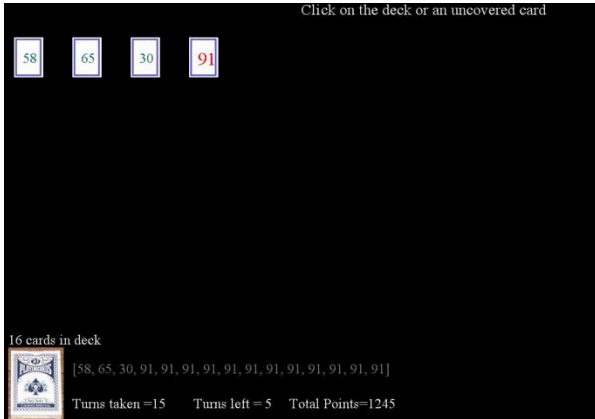 Click on the deck or an uncovered card
58 65 30 91
16 cards in deck
PLAYING CARDS
[58, 65, 30, 91, 91, 91, 91, 91, 91, 91, 91, 91, 91, 91, 91]
Turns taken =15 Turns left = 5 Total Points=1245